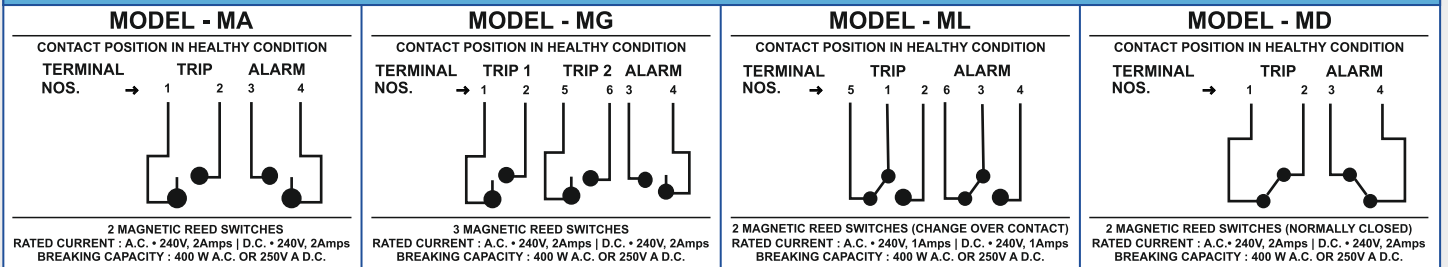 MODEL - MA
CONTACT POSITION IN HEALTHY CONDITION
TERMINAL TRIP ALARM
NOS. → 1 2 3 4
2 MAGNETIC REED SWITCHES
RATED CURRENT : A.C. • 240V, 2Amps | D.C. • 240V, 2Amps
BREAKING CAPACITY : 400 W A.C. OR 250V A D.C.
MODEL - MG
CONTACT POSITION IN HEALTHY CONDITION
TERMINAL TRIP 1 TRIP 2 ALARM
NOS. → 1 2 5 6 3 4
3 MAGNETIC REED SWITCHES
RATED CURRENT : A.C. • 240V, 2Amps | D.C. • 240V, 2Amps
BREAKING CAPACITY : 400 W A.C. OR 250V A D.C.
MODEL - ML
CONTACT POSITION IN HEALTHY CONDITION
TERMINAL TRIP ALARM
NOS. → 5 1 2 6 3 4
2 MAGNETIC REED SWITCHES (CHANGE OVER CONTACT)
RATED CURRENT : A.C. • 240V, 1Amps | D.C. • 240V, 1Amps
BREAKING CAPACITY : 400 W A.C. OR 250V A D.C.
MODEL - MD
CONTACT POSITION IN HEALTHY CONDITION
TERMINAL TRIP ALARM
NOS. → 1 2 3 4
2 MAGNETIC REED SWITCHES (NORMALLY CLOSED)
RATED CURRENT : A.C.• 240V, 2Amps | D.C. • 240V, 2Amps
BREAKING CAPACITY : 400 W A.C. OR 250V A D.C.